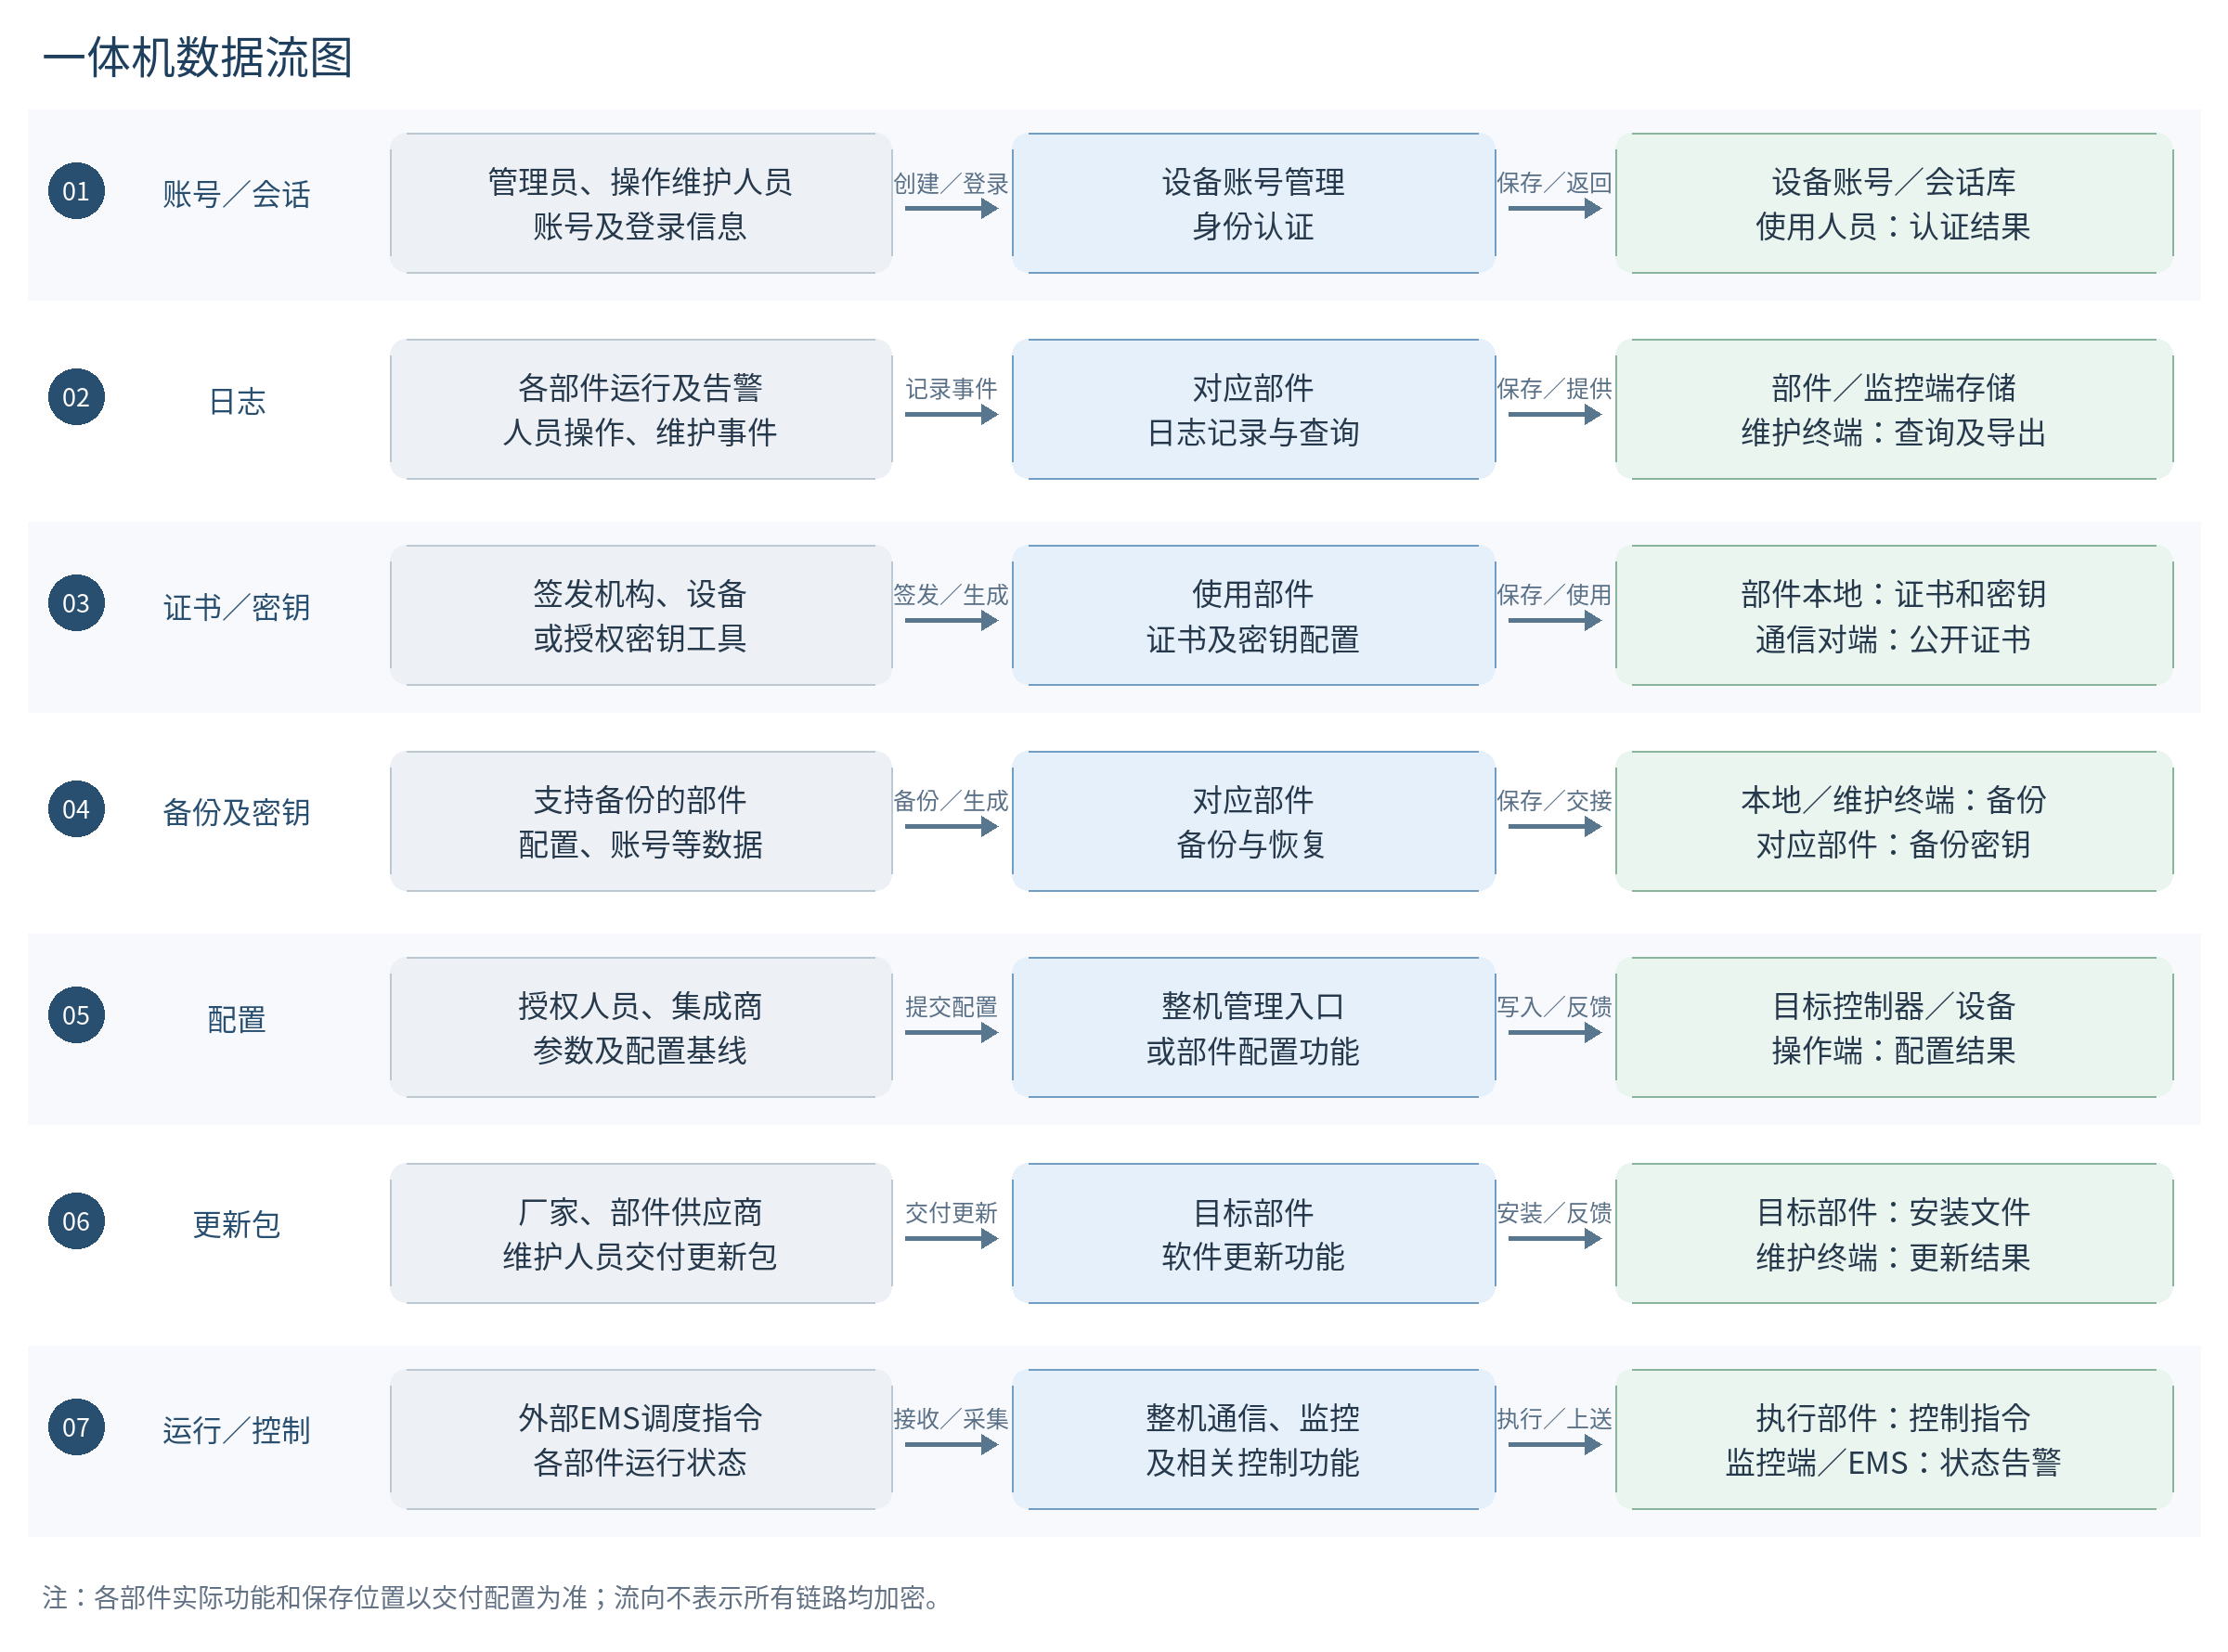 一体机数据流图
01
账号／会话
管理员、操作维护人员
账号及登录信息
创建／登录
设备账号管理
身份认证
保存／返回
设备账号／会话库
使用人员：认证结果
02
日志
各部件运行及告警
人员操作、维护事件
记录事件
对应部件
日志记录与查询
保存／提供
部件／监控端存储
维护终端：查询及导出
03
证书／密钥
签发机构、设备
或授权密钥工具
签发／生成
使用部件
证书及密钥配置
保存／使用
部件本地：证书和密钥
通信对端：公开证书
04
备份及密钥
支持备份的部件
配置、账号等数据
备份／生成
对应部件
备份与恢复
保存／交接
本地／维护终端：备份
对应部件：备份密钥
05
配置
授权人员、集成商
参数及配置基线
提交配置
整机管理入口
或部件配置功能
写入／反馈
目标控制器／设备
操作端：配置结果
06
更新包
厂家、部件供应商
维护人员交付更新包
交付更新
目标部件
软件更新功能
安装／反馈
目标部件：安装文件
维护终端：更新结果
07
运行／控制
外部EMS调度指令
各部件运行状态
接收／采集
整机通信、监控
及相关控制功能
执行／上送
执行部件：控制指令
监控端／EMS：状态告警
注：各部件实际功能和保存位置以交付配置为准；流向不表示所有链路均加密。